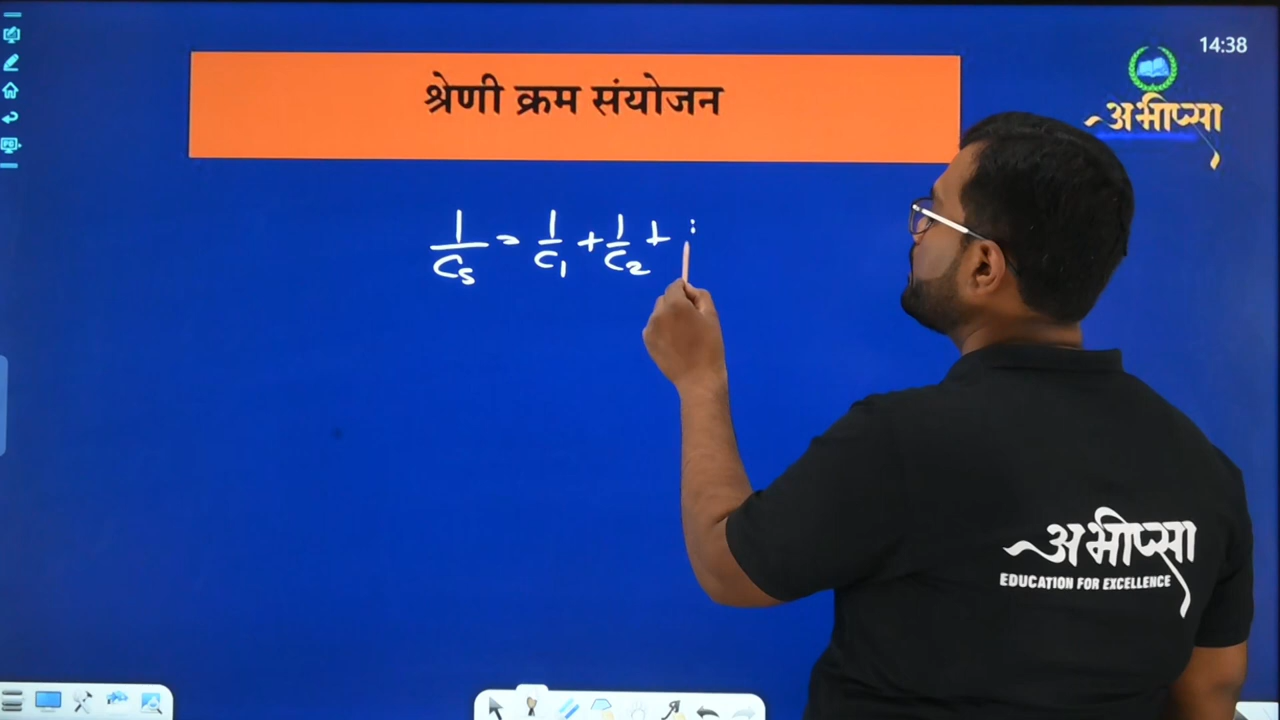 14:38
श्रेणी क्रम संयोजन
अभीप्सा
1/Cs = 1/C1 + 1/C2 +
अभीप्सा
EDUCATION FOR EXCELLENCE